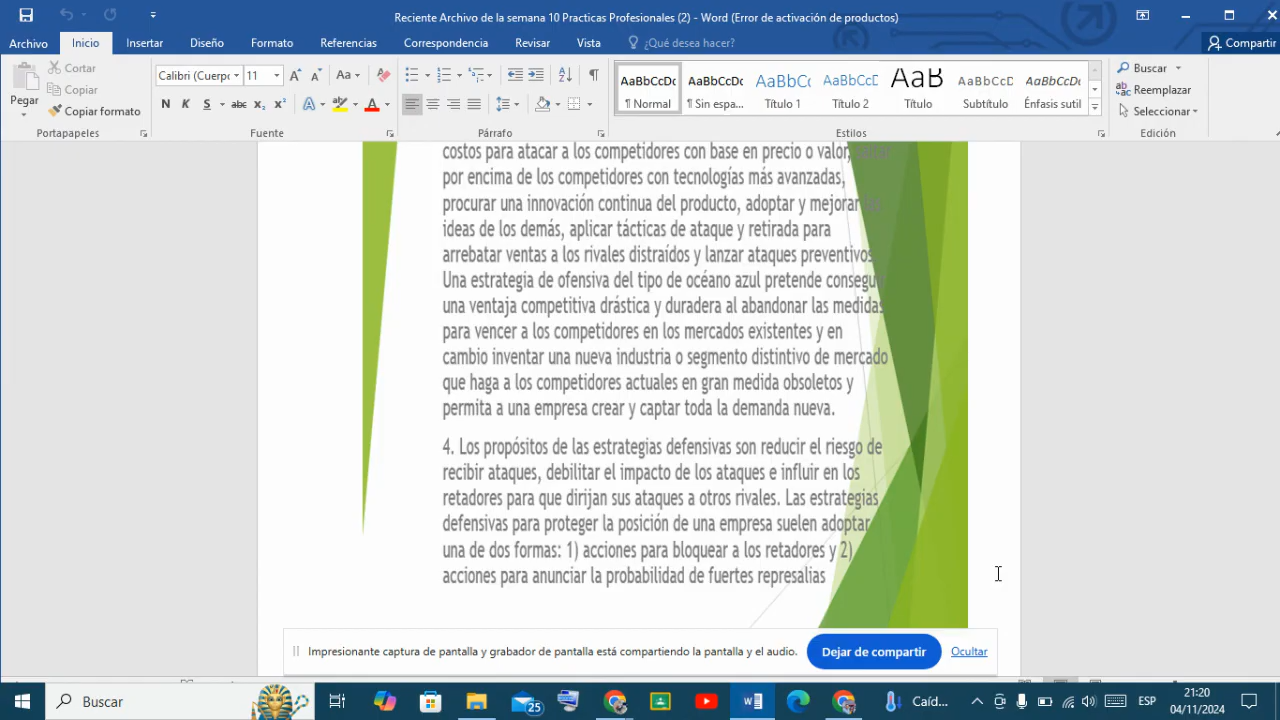 Reciente Archivo de la semana 10 Practicas Profesionales (2) - Word (Error de activación de productos)
Archivo Inicio Insertar Diseño Formato Referencias Correspondencia Revisar Vista ¿Qué desea hacer? Compartir
Pegar
Cortar
Copiar
Copiar formato
Portapapeles
Calibri (Cuerpo 11
Aa
N K S abc x₂ x²
A A
Fuente
Párrafo
AaBbCcDc AaBbCcDc AaBbCc AaBbCcD AaB AaBbCcD AaBbCcDc
¶ Normal ¶ Sin espa... Título 1 Título 2 Título Subtítulo Énfasis sutil
Estilos
Buscar
Reemplazar
Seleccionar
Edición
costos para atacar a los competidores con base en precio o valor,
por encima de los competidores con tecnologías más avanzadas,
procurar una innovación continua del producto, adoptar y mejorar
ideas de los demás, aplicar tácticas de ataque y retirada para
arrebatar ventas a los rivales distraídos y lanzar ataques preventivos.
Una estrategia de ofensiva del tipo de océano azul pretende conseguir
una ventaja competitiva drástica y duradera al abandonar las medidas
para vencer a los competidores en los mercados existentes y en
cambio inventar una nueva industria o segmento distintivo de mercado
que haga a los competidores actuales en gran medida obsoletos y
permita a una empresa crear y captar toda la demanda nueva.
4. Los propósitos de las estrategias defensivas son reducir el riesgo de
recibir ataques, debilitar el impacto de los ataques e influir en los
retadores para que dirijan sus ataques a otros rivales. Las estrategias
defensivas para proteger la posición de una empresa suelen adoptar
una de dos formas: 1) acciones para bloquear a los retadores y 2)
acciones para anunciar la probabilidad de fuertes represalias
Impresionante captura de pantalla y grabador de pantalla está compartiendo la pantalla y el audio. Dejar de compartir Ocultar
Buscar
25
Caíd...
ESP
21:20
04/11/2024